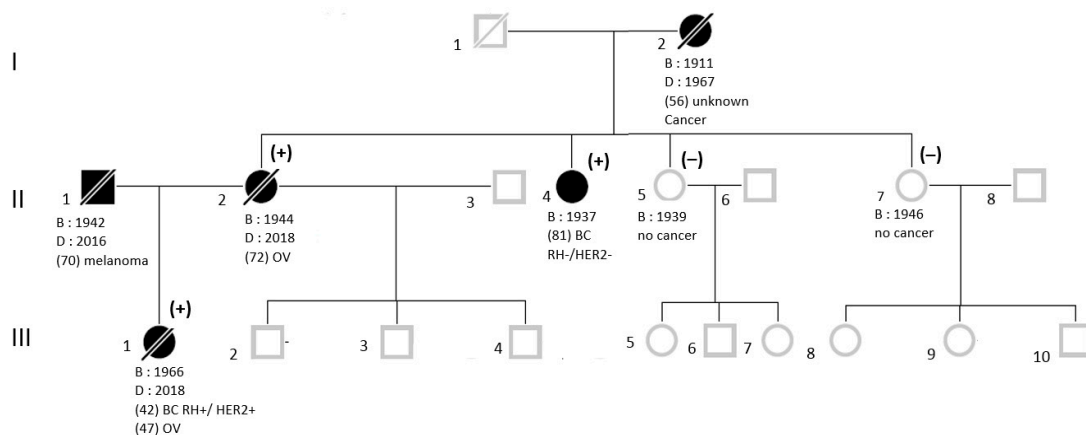 I
1
2
B : 1911
D : 1967
(56) unknown
Cancer
(+)
(+)
(–)
(–)
II
1
2
3
4
5
6
7
8
B : 1942
D : 2016
(70) melanoma
B : 1944
D : 2018
(72) OV
B : 1937
(81) BC
RH-/HER2-
B : 1939
no cancer
B : 1946
no cancer
(+)
III
1
2
-
3
4
5
6
7
8
9
10
B : 1966
D : 2018
(42) BC RH+/ HER2+
(47) OV